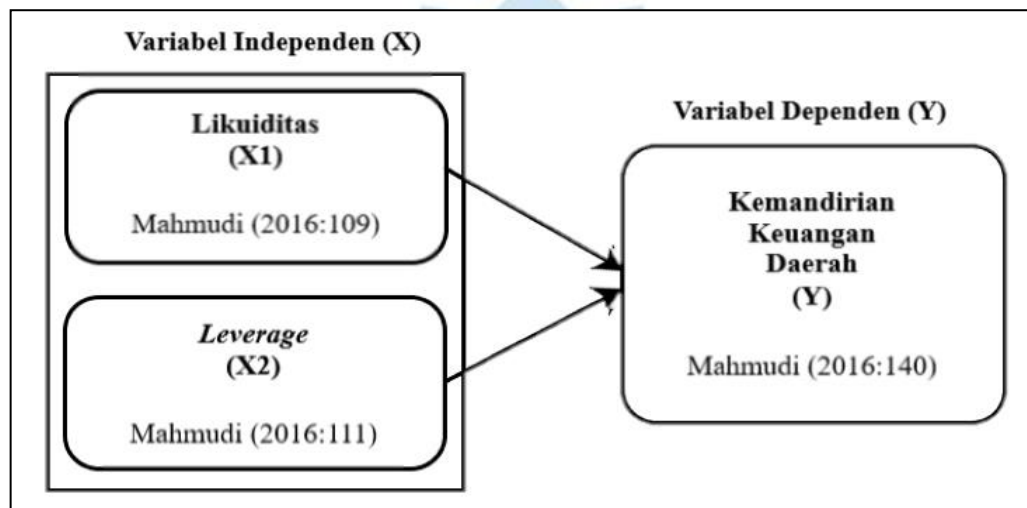 Variabel Independen (X)
Likuiditas
(X1)
Mahmudi (2016:109)
Leverage
(X2)
Mahmudi (2016:111)
Variabel Dependen (Y)
Kemandirian
Keuangan
Daerah
(Y)
Mahmudi (2016:140)